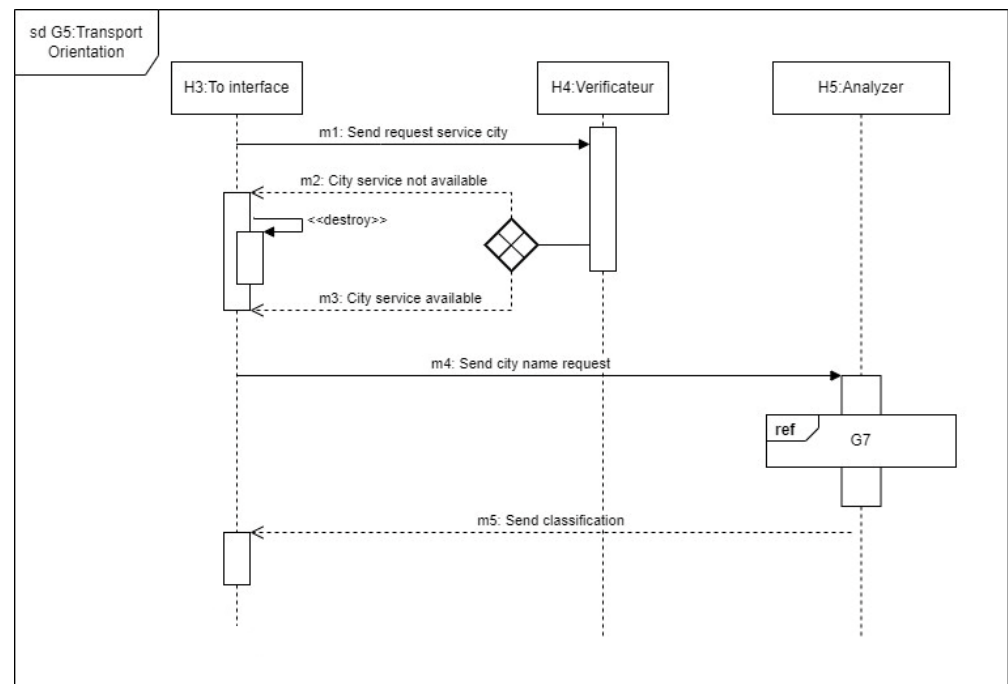 sd G5:Transport
Orientation
H3:To interface
H4:Verificateur
H5:Analyzer
m1: Send request service city
m2: City service not available
<<destroy>>
m3: City service available
m4: Send city name request
ref
G7
m5: Send classification